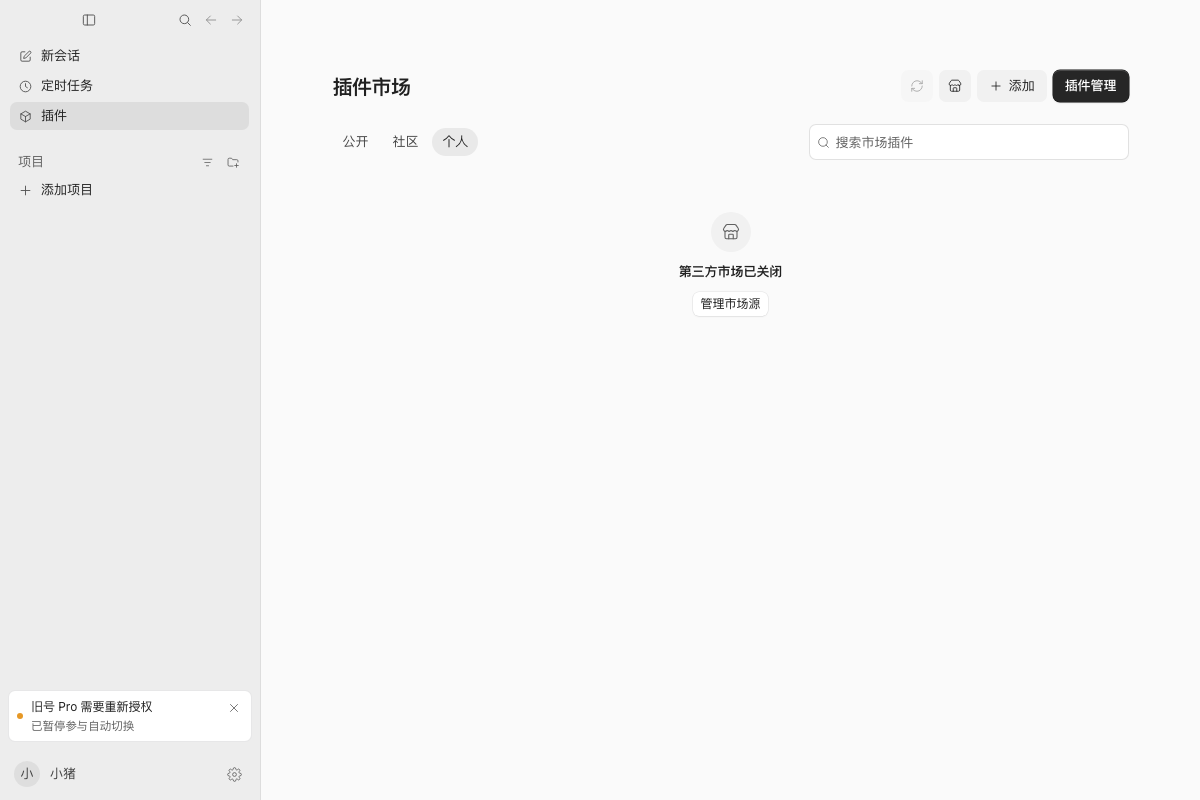 新会话
定时任务
插件
项目
添加项目
插件市场
添加
插件管理
公开
社区
个人
搜索市场插件
第三方市场已关闭
管理市场源
旧号 Pro 需要重新授权
已暂停参与自动切换
小
小猪